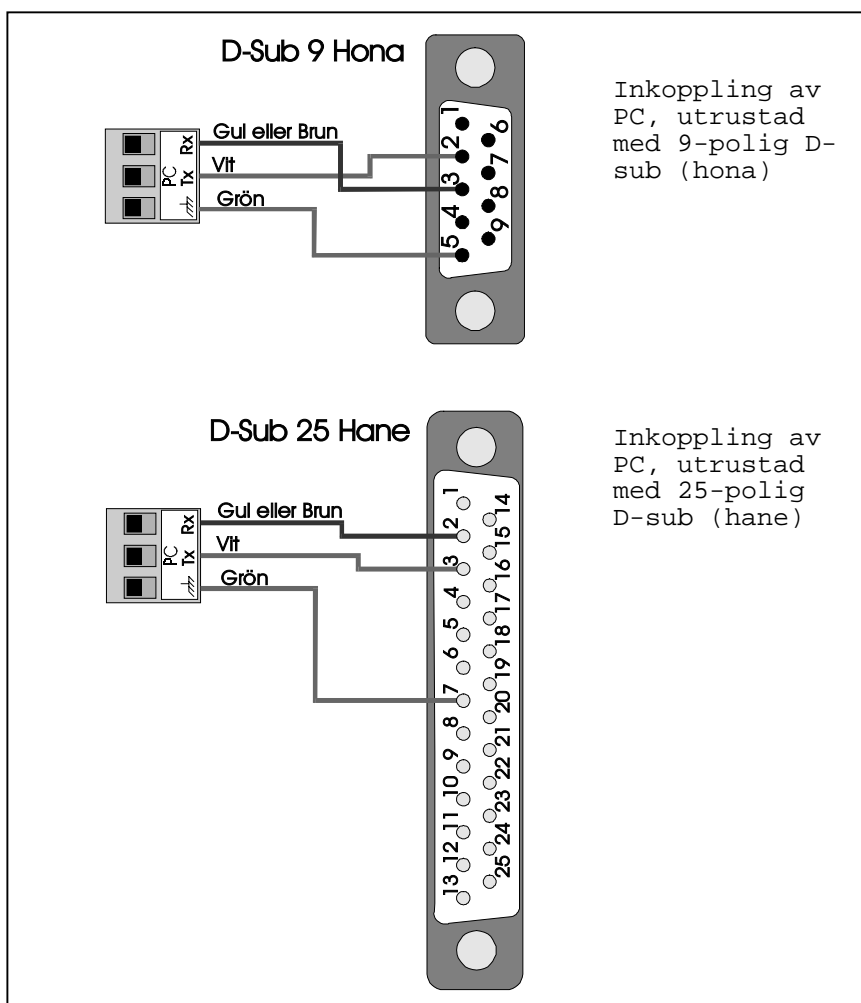 D-Sub 9 Hona
Inkoppling av
PC, utrustad
med 9-polig D-
sub (hona)
Gul eller Brun
Vit
Grön
PC
Rx
Tx
1
2
3
4
5
6
7
8
9
D-Sub 25 Hane
Inkoppling av
PC, utrustad
med 25-polig
D-sub (hane)
Gul eller Brun
Vit
Grön
PC
Rx
Tx
1
2
3
4
5
6
7
8
9
10
11
12
13
14
15
16
17
18
19
20
21
22
23
24
25